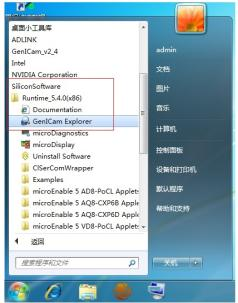 桌面小工具库
ADLINK
GenICam_v2_4
Intel
NVIDIA Corporation
SiliconSoftware
Runtime_5.4.0(x86)
Documentation
GenICam Explorer
microDiagnostics
microDisplay
Uninstall Software
ClSerComWrapper
Examples
microEnable 5 AD8-PoCL Applets
microEnable 5 AQ8-CXP6B Applet
microEnable 5 AQ8-CXP6D Applet
microEnable 5 VD8-PoCL Applets
返回
搜索程序和文件
admin
文档
图片
音乐
计算机
控制面板
设备和打印机
默认程序
帮助和支持
关机